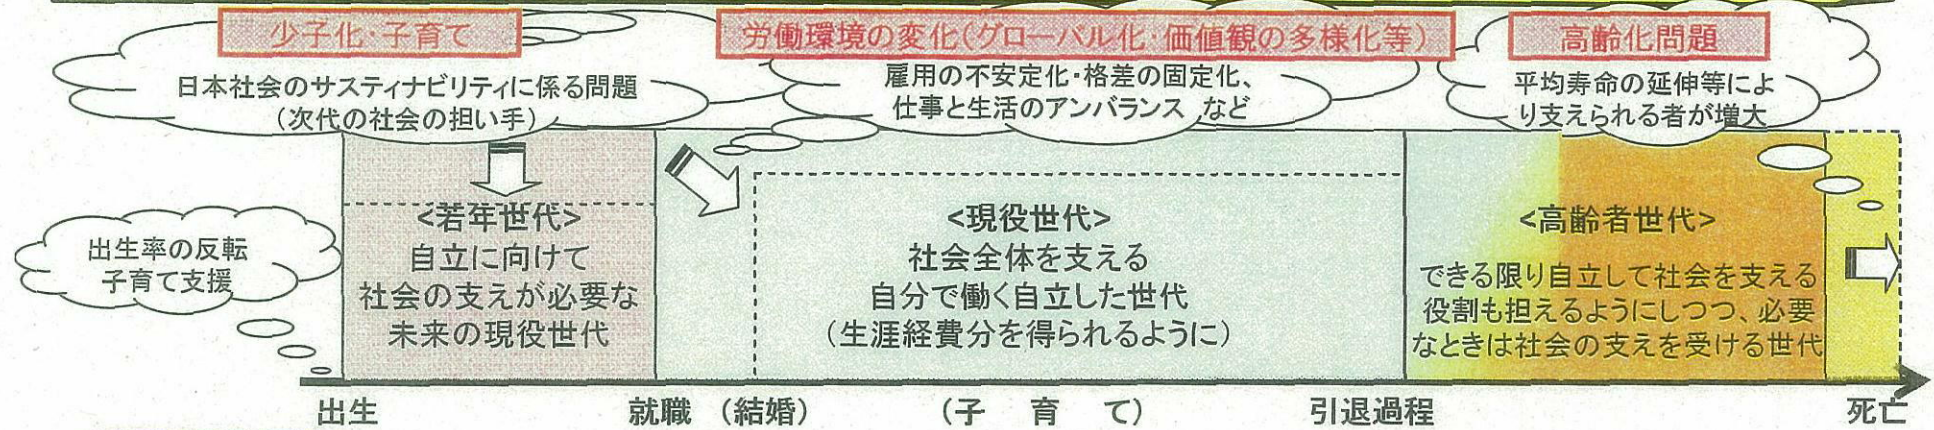 少子化・子育て
日本社会のサスティナビリティに係る問題
(次代の社会の担い手)
労働環境の変化(グローバル化・価値観の多様化等)
雇用の不安定化・格差の固定化、
仕事と生活のアンバランス など
高齢化問題
平均寿命の延伸等によ
り支えられる者が増大
出生率の反転
子育て支援
<若年世代>
自立に向けて
社会の支えが必要な
未来の現役世代
<現役世代>
社会全体を支える
自分で働く自立した世代
(生涯経費分を得られるように)
<高齢者世代>
できる限り自立して社会を支える
役割も担えるようにしつつ、必要
なときは社会の支えを受ける世代
出生 就職 (結婚) (子 育 て) 引退過程 死亡